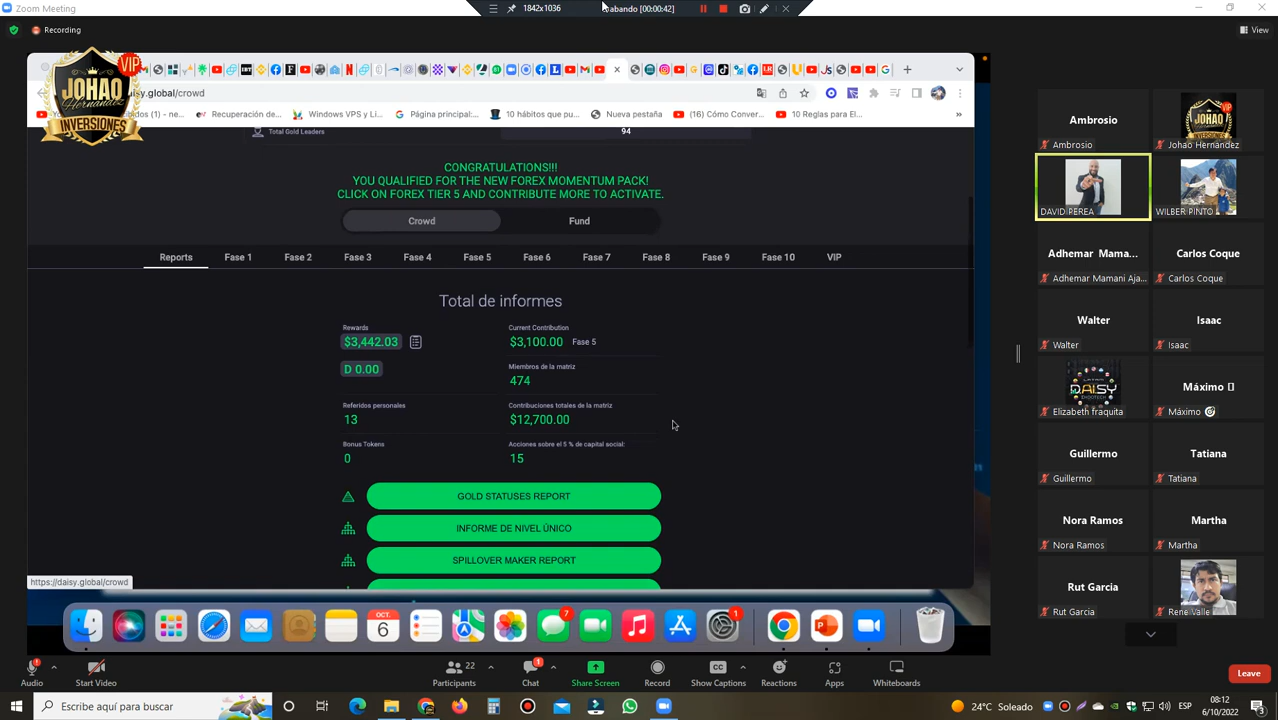 Zoom Meeting
1842x1036
abando [00:00:42]
Recording
View
JOHAO
VIP
Hernández
INVERSIONES
isy.global/crowd
ibidos (1) - ne...
Recuperación de...
Windows VPS y Li...
Página principal:...
10 hábitos que pu...
Nueva pestaña
(16) Cómo Conver...
10 Reglas para El...
»
Total Gold Leaders
94
CONGRATULATIONS!!!
YOU QUALIFIED FOR THE NEW FOREX MOMENTUM PACK!
CLICK ON FOREX TIER 5 AND CONTRIBUTE MORE TO ACTIVATE.
Crowd
Fund
Reports
Fase 1
Fase 2
Fase 3
Fase 4
Fase 5
Fase 6
Fase 7
Fase 8
Fase 9
Fase 10
VIP
Total de informes
Rewards
$3,442.03
D 0.00
Current Contribution
$3,100.00 Fase 5
Miembros de la matriz
474
Referidos personales
13
Contribuciones totales de la matriz
$12,700.00
Bonus Tokens
0
Acciones sobre el 5 % de capital social:
15
GOLD STATUSES REPORT
INFORME DE NIVEL ÚNICO
SPILLOVER MAKER REPORT
https://daisy.global/crowd
OCT.
6
7
1
Ambrosio
Ambrosio
Johao Hernández
DAVID PEREA
WILBER PINTO
Adhemar Mama...
Adhemar Mamani Aja...
Carlos Coque
Carlos Coque
Walter
Walter
Isaac
Isaac
DAiSY
Elizabeth fraquita
Máximo
Máximo
Guillermo
Guillermo
Tatiana
Tatiana
Nora Ramos
Nora Ramos
Martha
Martha
Rut Garcia
Rut Garcia
Rene Valle
Audio
Start Video
22
Participants
1
Chat
Share Screen
Record
CC
Show Captions
Reactions
Apps
Whiteboards
Leave
Escribe aquí para buscar
24°C Soleado
ESP
08:12
6/10/2022
3